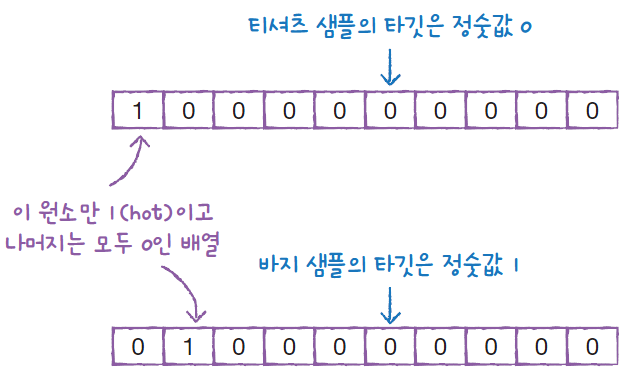 티셔츠 샘플의 타깃은 정숫값 0
1 0 0 0 0 0 0 0 0 0
이 원소만 1(hot)이고
나머지는 모두 0인 배열
바지 샘플의 타깃은 정숫값 1
0 1 0 0 0 0 0 0 0 0